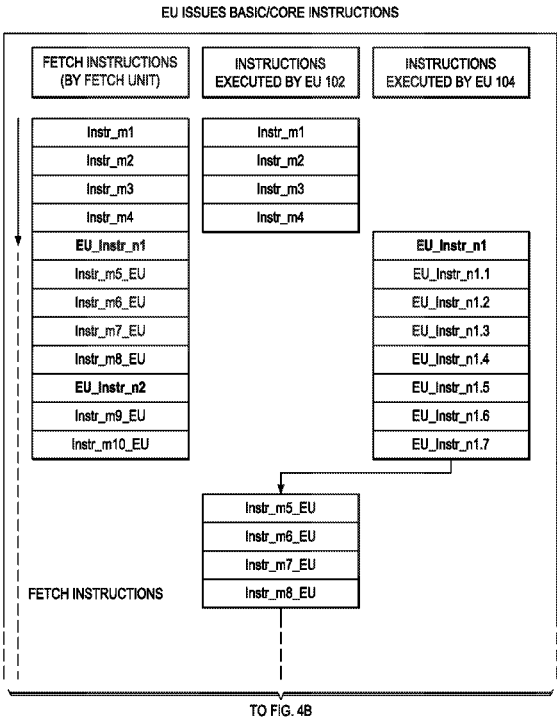 EU ISSUES BASIC/CORE INSTRUCTIONS
FETCH INSTRUCTIONS
(BY FETCH UNIT)
INSTRUCTIONS
EXECUTED BY EU 102
INSTRUCTIONS
EXECUTED BY EU 104
Instr_m1
Instr_m2
Instr_m3
Instr_m4
EU_Instr_n1
Instr_m5_EU
Instr_m6_EU
Instr_m7_EU
Instr_m8_EU
EU_Instr_n2
Instr_m9_EU
Instr_m10_EU
Instr_m1
Instr_m2
Instr_m3
Instr_m4
EU_Instr_n1
EU_Instr_n1.1
EU_Instr_n1.2
EU_Instr_n1.3
EU_Instr_n1.4
EU_Instr_n1.5
EU_Instr_n1.6
EU_Instr_n1.7
Instr_m5_EU
Instr_m6_EU
Instr_m7_EU
Instr_m8_EU
FETCH INSTRUCTIONS
TO FIG. 4B